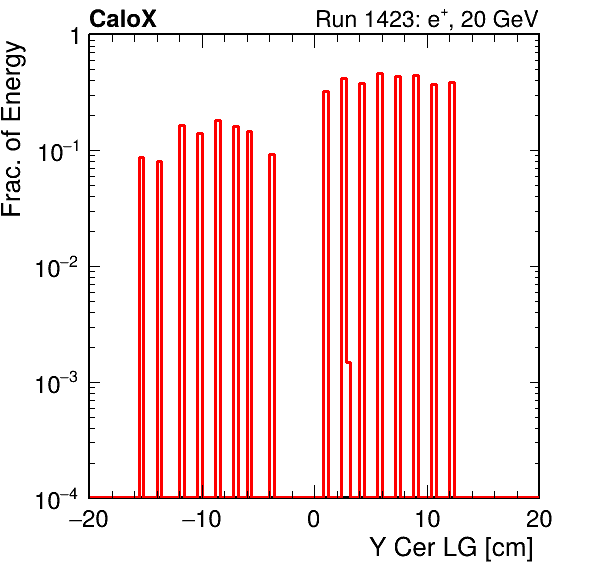 CaloX Run 1423: e⁺, 20 GeV
Frac. of Energy
1
10⁻¹
10⁻²
10⁻³
10⁻⁴
−20 −10 0 10 20
Y Cer LG [cm]